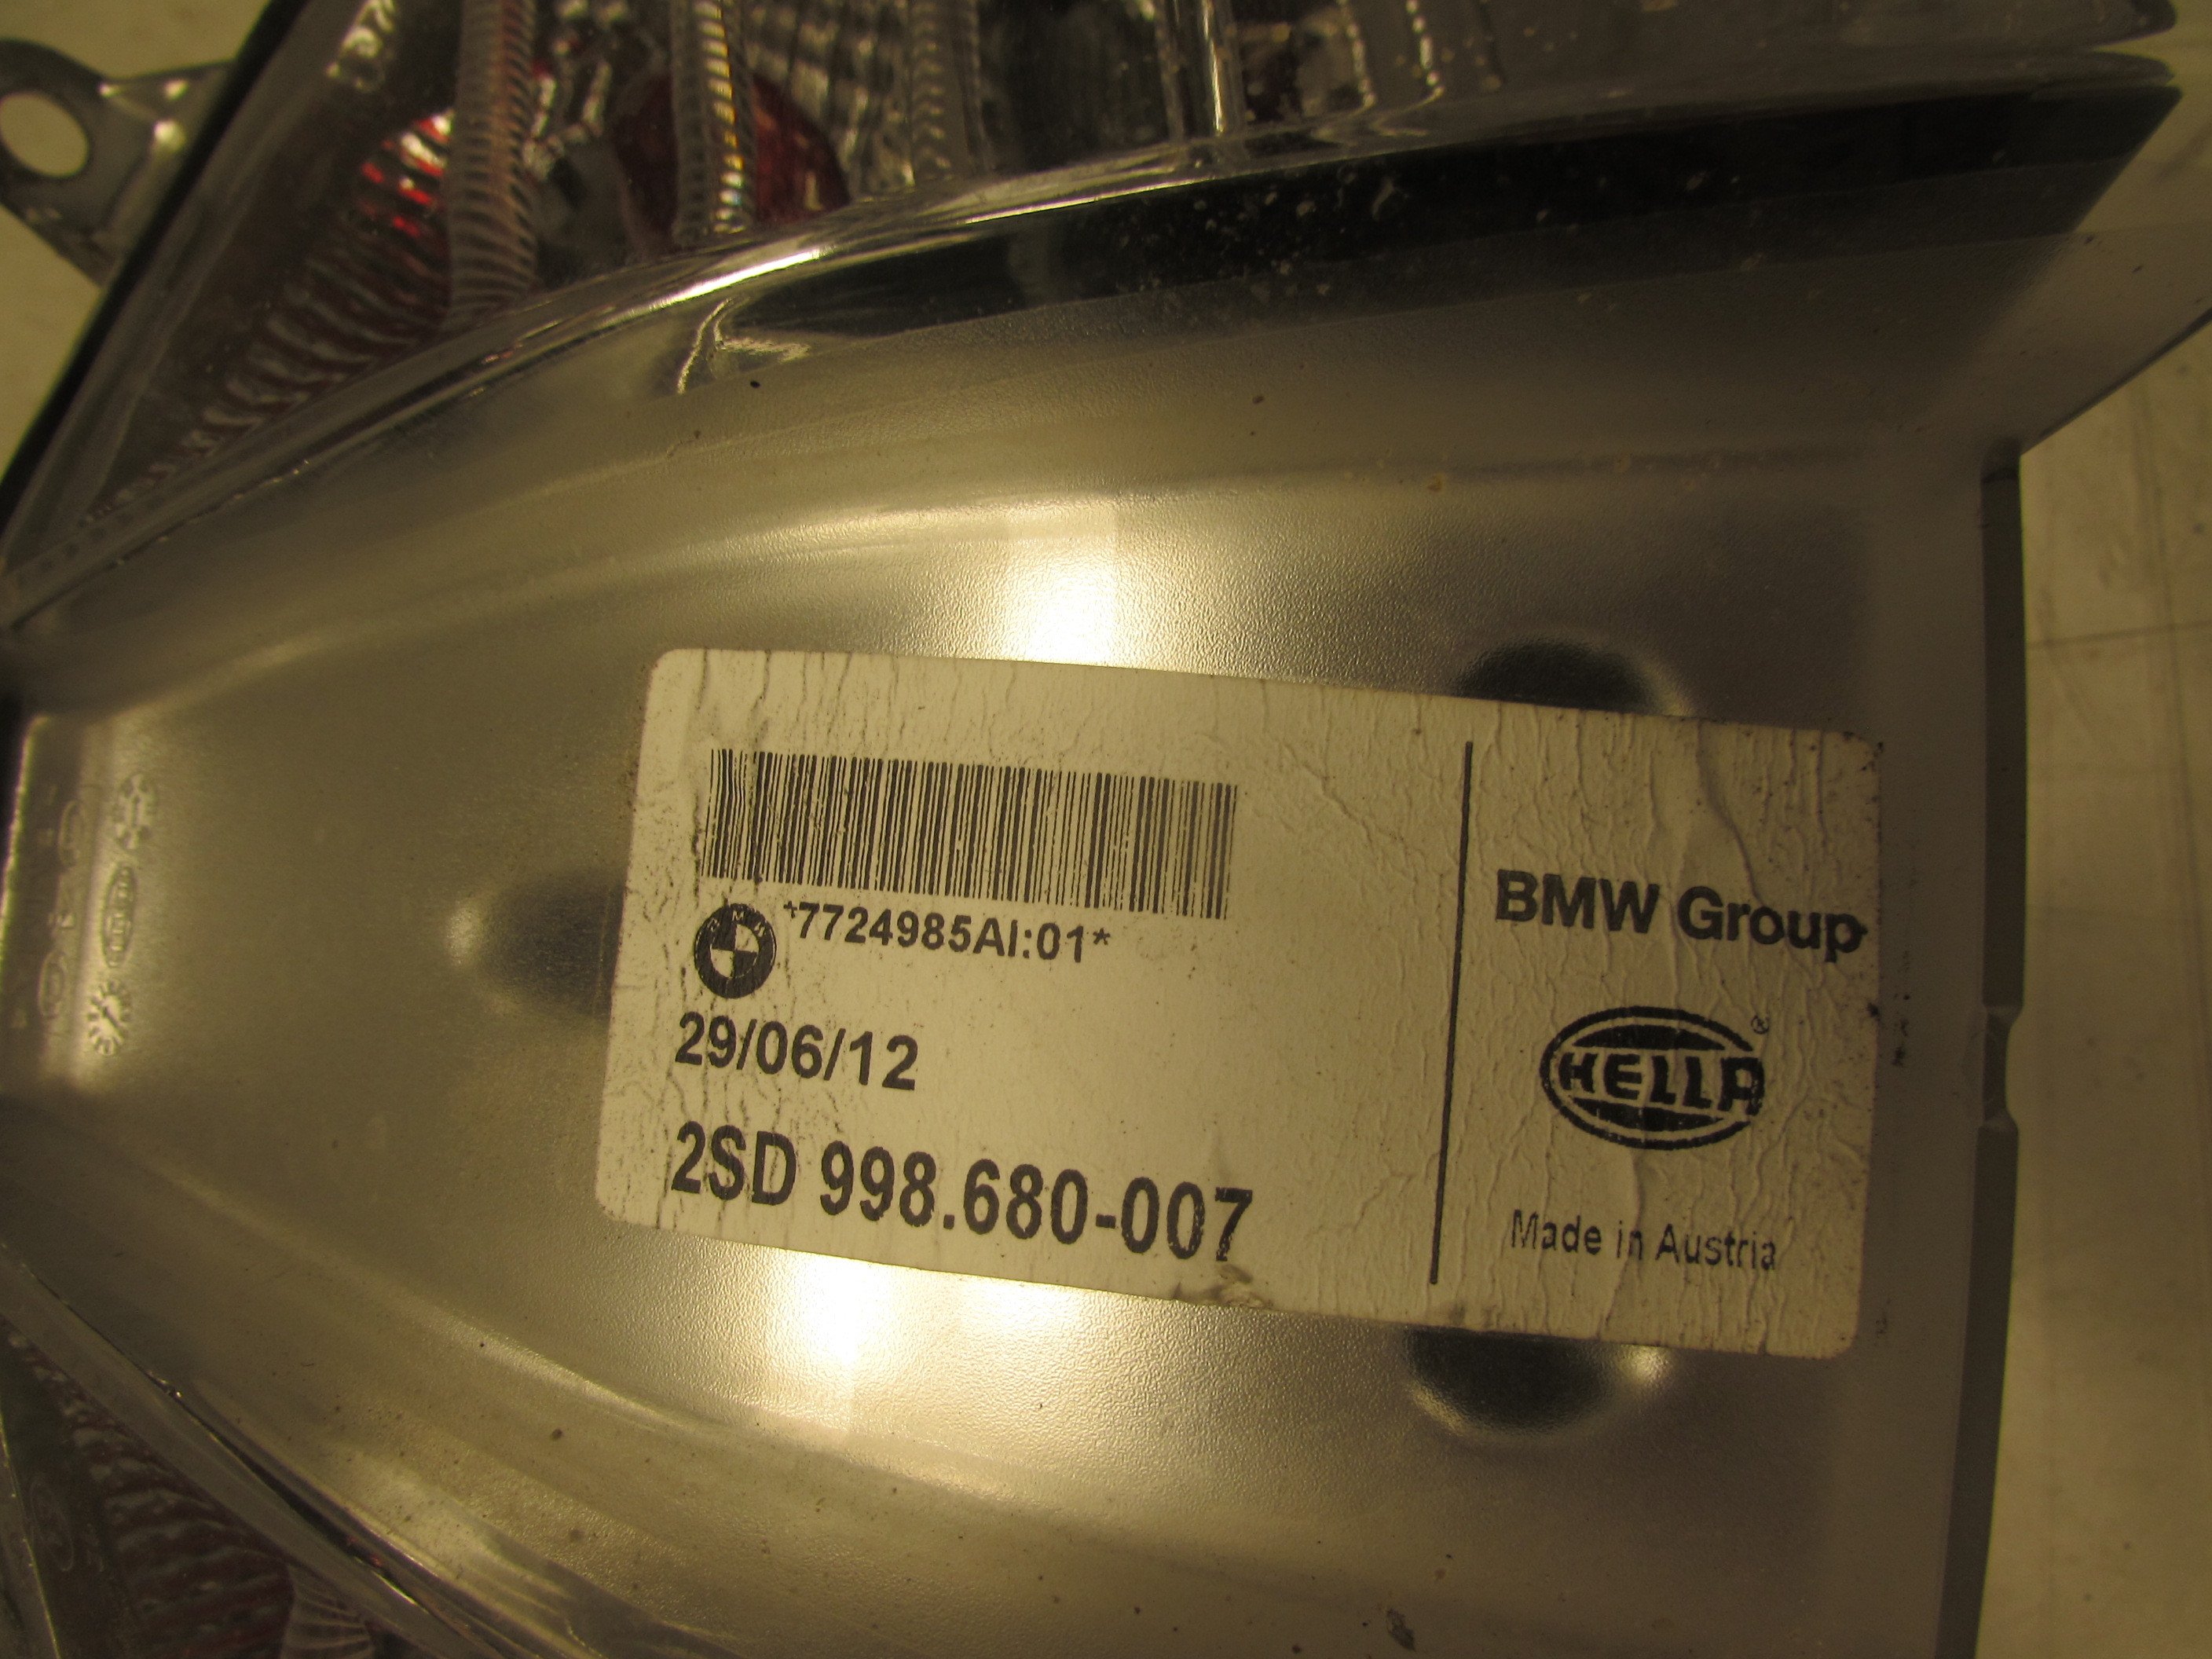 *7724985AI:01*
29/06/12
2SD 998.680-007
BMW Group
HELLA
®
Made in Austria